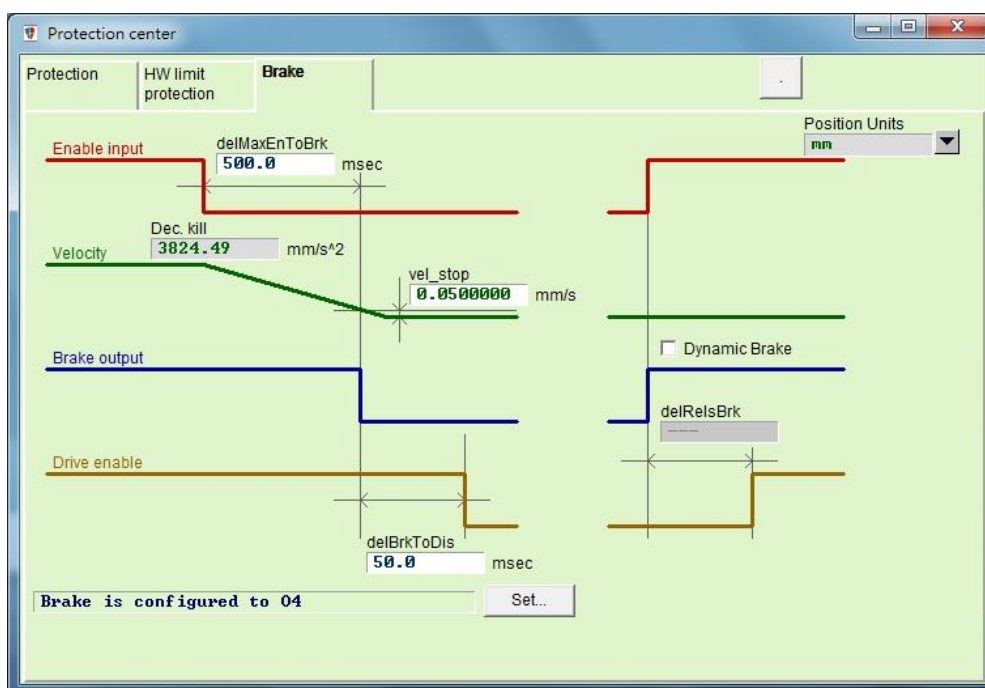 Protection center
Protection
HW limit
protection
Brake
.
Position Units
mm
Enable input
delMaxEnToBrk
500.0 msec
Dec. kill
Velocity 3824.49 mm/s^2
vel_stop
0.0500000 mm/s
Brake output
Dynamic Brake
delRelsBrk
---
Drive enable
delBrkToDis
50.0 msec
Brake is configured to O4
Set...